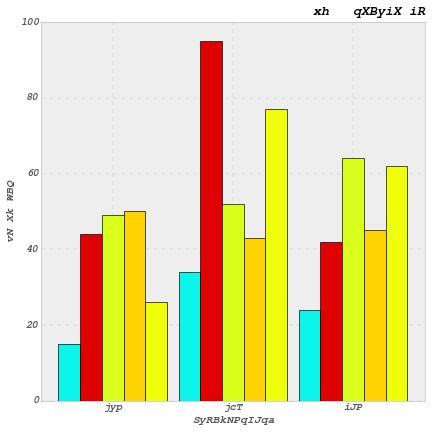 xh   qXByiX iR
100
80
60
40
20
0
vN Xk WBQ
jyp jcT iJP
SyRBkNPqIJqa